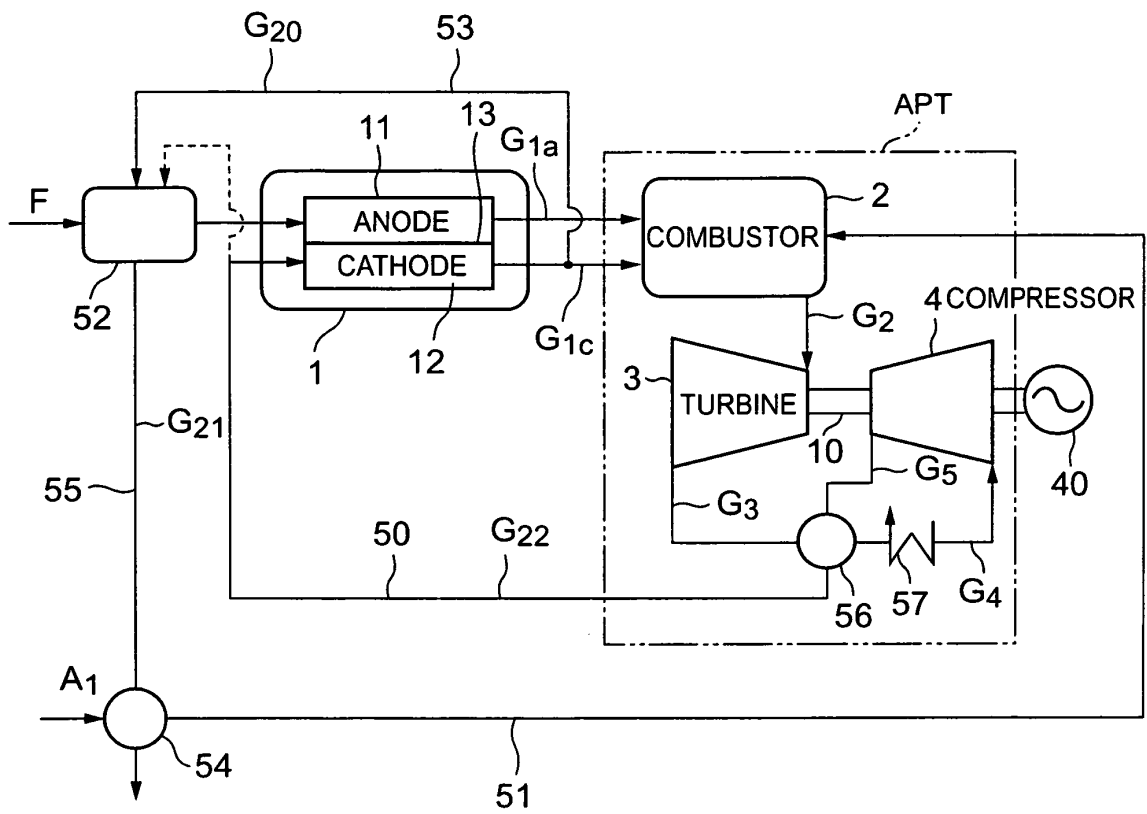 G20
53
APT
11
13
G1a
F
ANODE
2
COMBUSTOR
CATHODE
52
G2
4 COMPRESSOR
1
12
G1c
3
TURBINE
G21
10
G5
40
55
G3
50
G22
56
57
G4
A1
54
51